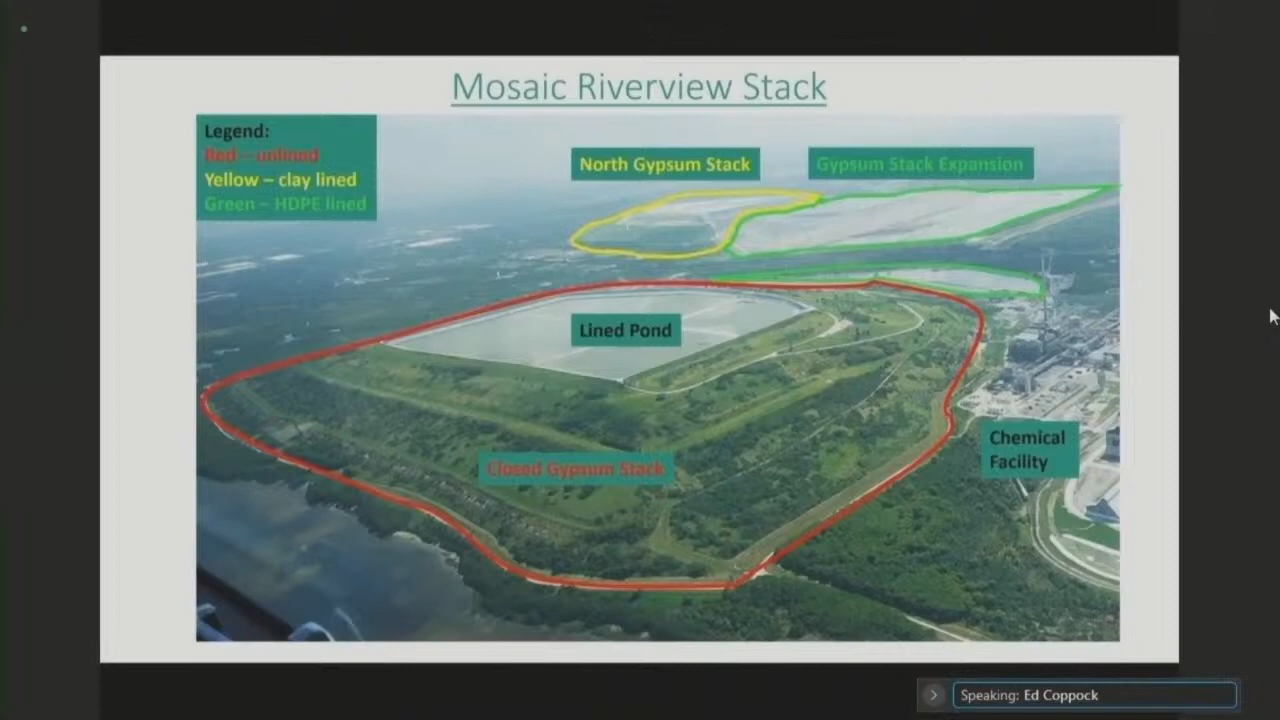 Mosaic Riverview Stack
Legend:
Red – unlined
Yellow – clay lined
Green – HDPE lined
North Gypsum Stack
Gypsum Stack Expansion
Lined Pond
Closed Gypsum Stack
Chemical
Facility
Speaking: Ed Coppock